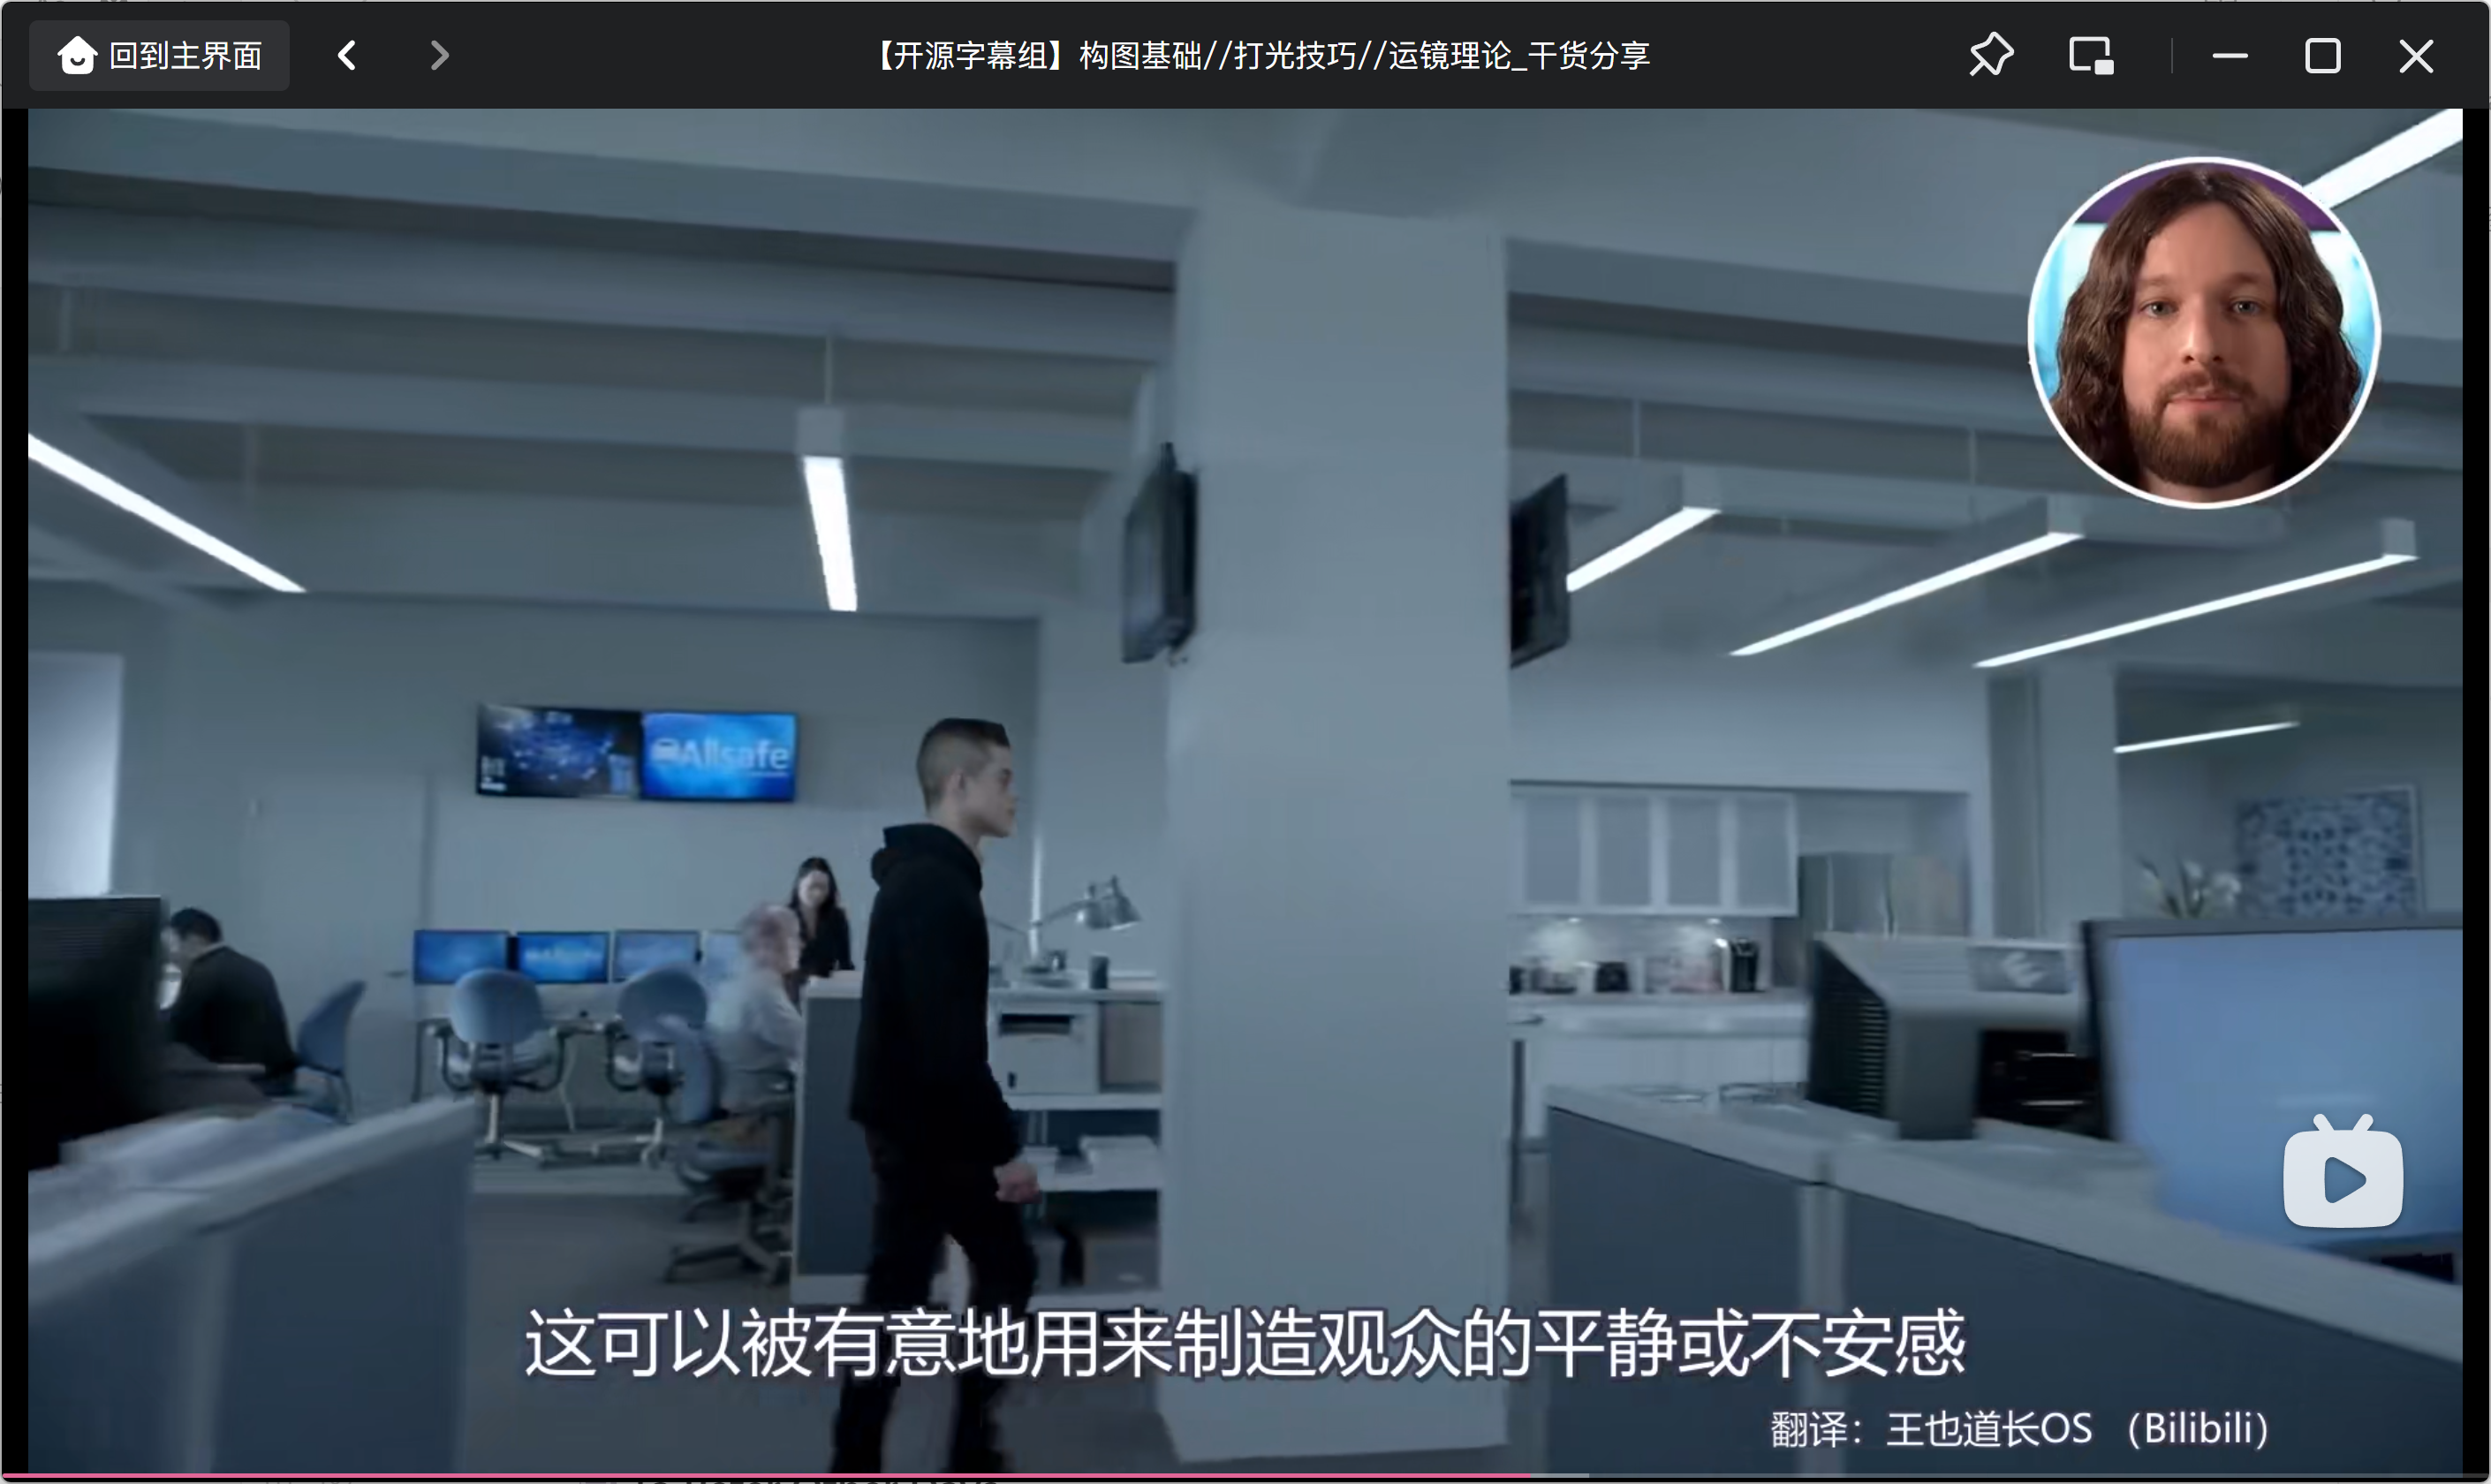 回到主界面
【开源字幕组】构图基础//打光技巧//运镜理论_干货分享
Allsafe
这可以被有意地用来制造观众的平静或不安感
翻译：王也道长OS （Bilibili）